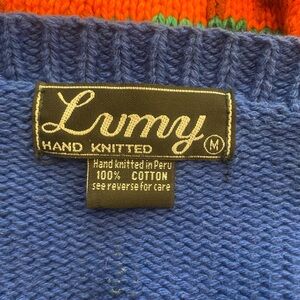 Lumy
HAND KNITTED M
Hand knitted in Peru
100% COTTON
see reverse for care